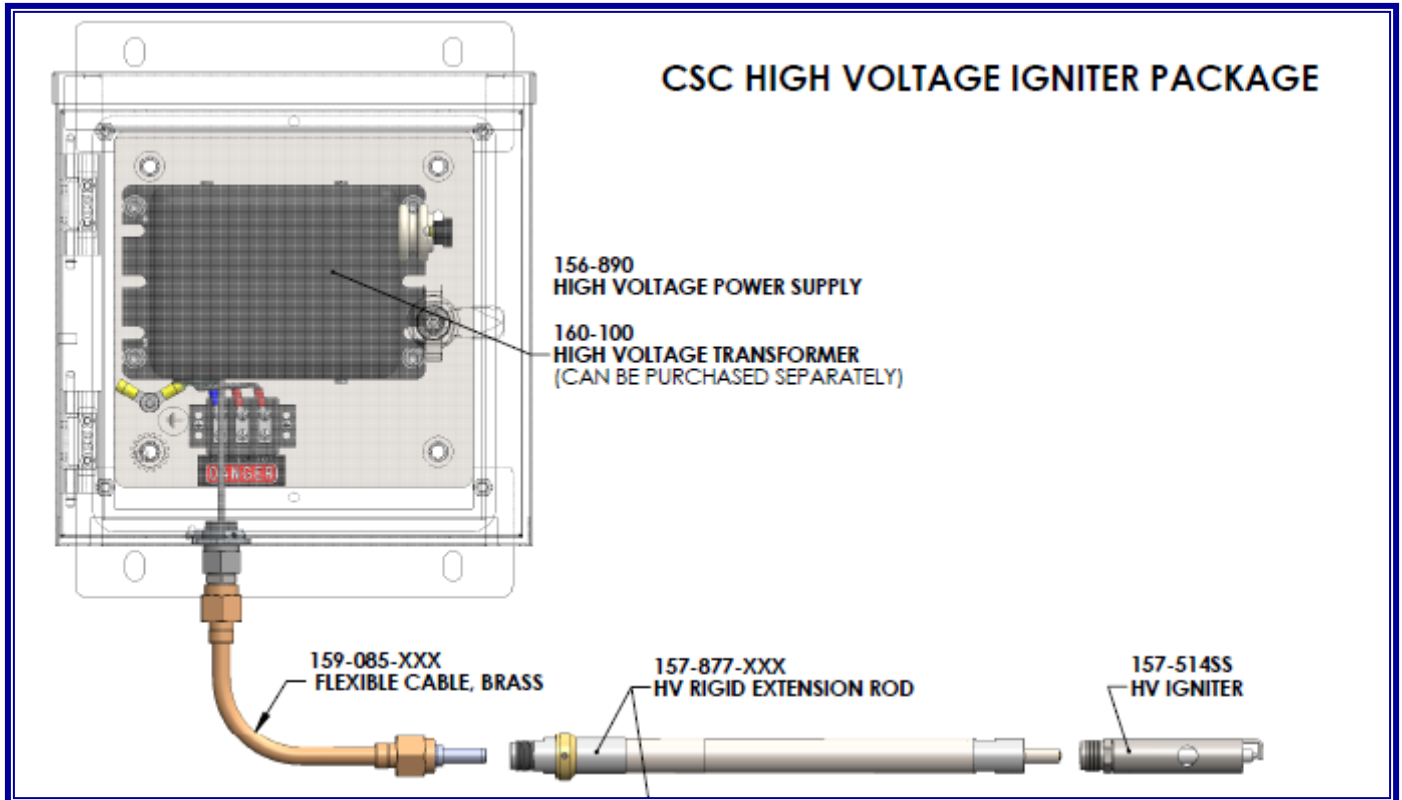 CSC HIGH VOLTAGE IGNITER PACKAGE
156-890
HIGH VOLTAGE POWER SUPPLY
160-100
HIGH VOLTAGE TRANSFORMER
(CAN BE PURCHASED SEPARATELY)
DANGER
159-085-XXX
FLEXIBLE CABLE, BRASS
157-877-XXX
HV RIGID EXTENSION ROD
157-514SS
HV IGNITER